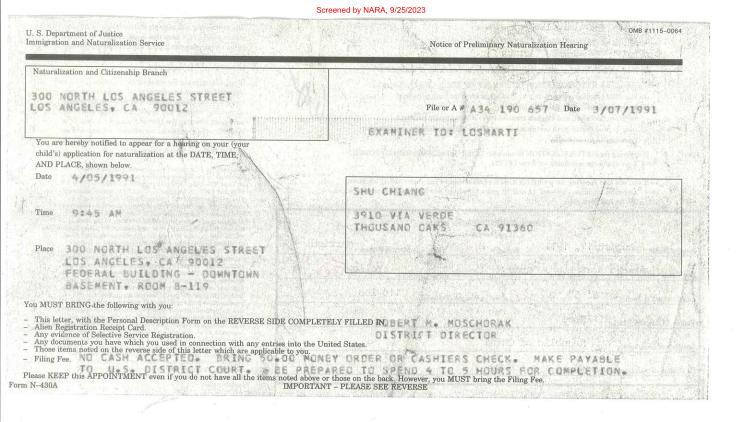 Screened by NARA, 9/25/2023
OMB #1115-0064
U. S. Department of Justice
Immigration and Naturalization Service
Notice of Preliminary Naturalization Hearing
Naturalization and Citizenship Branch
300 NORTH LOS ANGELES STREET
LOS ANGELES, CA 90012
File or A # A34 190 657 Date 3/07/1991
EXAMINER TO: LOSMARTI
You are hereby notified to appear for a hearing on your (your
child's) application for naturalization at the DATE, TIME,
AND PLACE, shown below.
Date 4/05/1991
SHU CHIANG
3910 VIA VERDE
THOUSAND OAKS CA 91360
Time 9:45 AM
Place 300 NORTH LOS ANGELES STREET
LOS ANGELES, CA 90012
FEDERAL BUILDING - DOWNTOWN
BASEMENT, ROOM B-119
You MUST BRING the following with you:
- This letter, with the Personal Description Form on the REVERSE SIDE COMPLETELY FILLED IN.
ROBERT M. MOSCHORAK
- Alien Registration Receipt Card.
- Any evidence of Selective Service Registration.
DISTRICT DIRECTOR
- Any documents you have which you used in connection with any entries into the United States.
- Those items noted on the reverse side of this letter which are applicable to you.
- Filing Fee. NO CASH ACCEPTED. BRING 50.00 MONEY ORDER OR CASHIERS CHECK. MAKE PAYABLE
TO U.S. DISTRICT COURT. BE PREPARED TO SPEND 4 TO 5 HOURS FOR COMPLETION.
Please KEEP this APPOINTMENT even if you do not have all the items noted above or those on the back. However, you MUST bring the Filing Fee.
Form N-430A
IMPORTANT - PLEASE SEE REVERSE